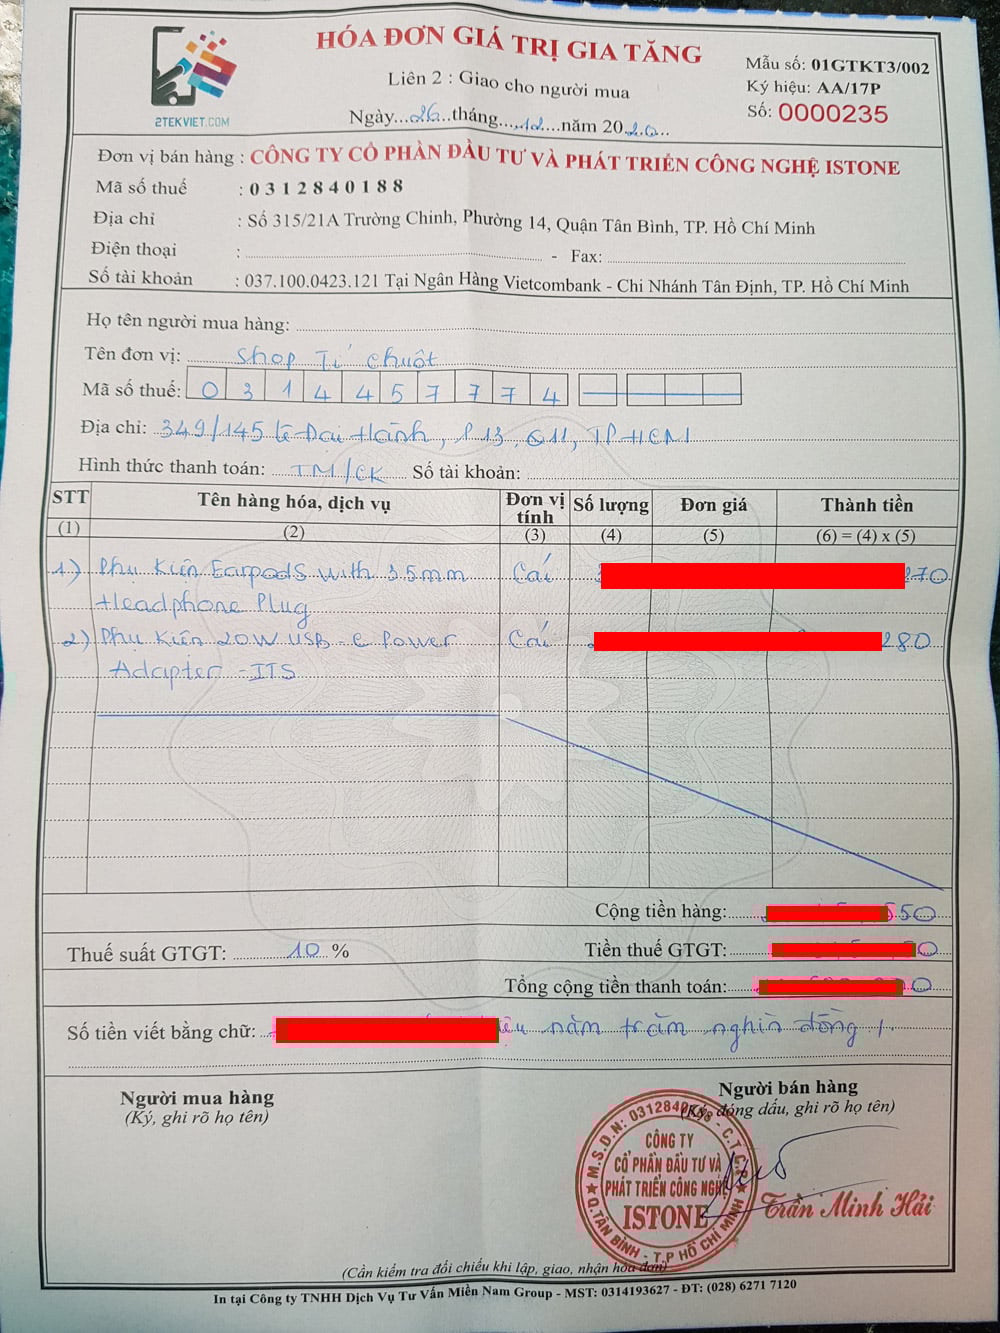 HÓA ĐƠN GIÁ TRỊ GIA TĂNG
Liên 2 : Giao cho người mua
Ngày...26...tháng...12...năm 2020...
Mẫu số: 01GTKT3/002
Ký hiệu: AA/17P
Số: 0000235
2TEKVIET.COM
Đơn vị bán hàng : CÔNG TY CỔ PHẦN ĐẦU TƯ VÀ PHÁT TRIỂN CÔNG NGHỆ ISTONE
Mã số thuế : 0312840188
Địa chỉ : Số 315/21A Trường Chinh, Phường 14, Quận Tân Bình, TP. Hồ Chí Minh
Điện thoại : - Fax:
Số tài khoản : 037.100.0423.121 Tại Ngân Hàng Vietcombank - Chi Nhánh Tân Định, TP. Hồ Chí Minh
Họ tên người mua hàng:
Tên đơn vị: Shop Tí Chuột
Mã số thuế: 0314457774
Địa chỉ: 349/145 Lê Đại Hành, P13, Q11, TPHCM
Hình thức thanh toán: TM/CK Số tài khoản:
STT Tên hàng hóa, dịch vụ Đơn vị tính Số lượng Đơn giá Thành tiền
(1) (2) (3) (4) (5) (6) = (4) x (5)
1) Phụ Kiện Earpods with 3.5mm Cái 870
Headphone Plug
2) Phụ Kiện 20W USB-C Power Cái 280
Adapter - ITS
Cộng tiền hàng: 550
Thuế suất GTGT: 10 % Tiền thuế GTGT: 0
Tổng cộng tiền thanh toán: 0
Số tiền viết bằng chữ: năm trăm nghìn đồng
Người mua hàng
(Ký, ghi rõ họ tên)
Người bán hàng
(Ký, đóng dấu, ghi rõ họ tên)
M.S.D.N: 0312840188 - C.T.C.P
CÔNG TY
CỔ PHẦN ĐẦU TƯ VÀ
PHÁT TRIỂN CÔNG NGHỆ
ISTONE
Q.TÂN BÌNH - T.P HỒ CHÍ MINH
Trần Minh Hải
(Cần kiểm tra đối chiếu khi lập, giao, nhận hóa đơn)
In tại Công ty TNHH Dịch Vụ Tư Vấn Miền Nam Group - MST: 0314193627 - ĐT: (028) 6271 7120